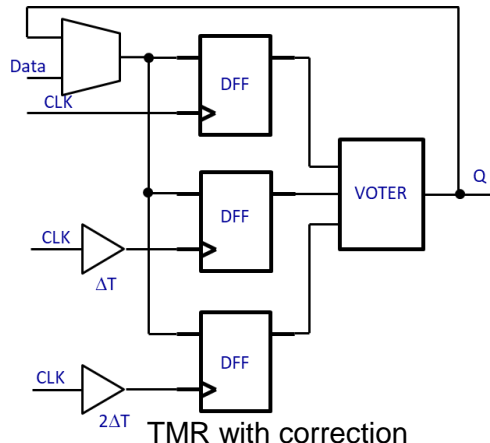 Data
CLK
DFF
Q
VOTER
DFF
CLK
ΔT
DFF
CLK
2ΔT
TMR with correction